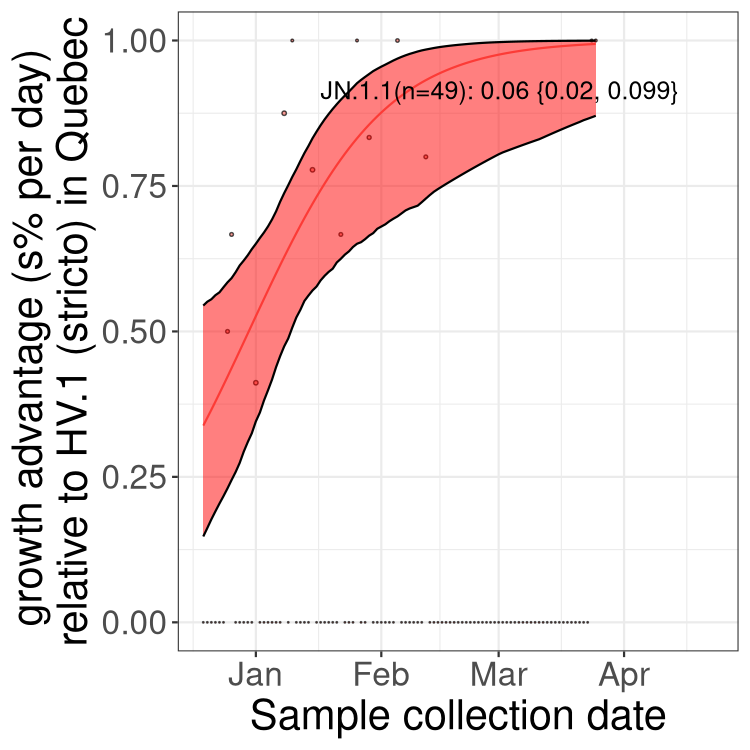 growth advantage (s% per day)
relative to HV.1 (stricto) in Quebec
1.00
0.75
0.50
0.25
0.00
JN.1.1(n=49): 0.06 {0.02, 0.099}
Jan
Feb
Mar
Apr
Sample collection date